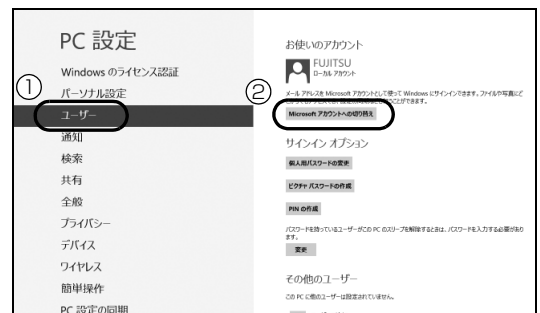 PC 設定
Windows のライセンス認証
①
パーソナル設定
ユーザー
通知
検索
共有
全般
プライバシー
デバイス
ワイヤレス
簡単操作
PC 設定の同期
お使いのアカウント
FUJITSU
ローカル アカウント
メール アドレスを Microsoft アカウントとして使って Windows にサインインできます。ファイルや写真にど
②
Microsoft アカウントへの切り替え
サインイン オプション
個人用パスワードの変更
ピクチャ パスワードの作成
PIN の作成
パスワードを持っているユーザーがこの PC のスリープを解除するときは、パスワードを入力する必要があり
ます。
変更
その他のユーザー
この PC に他のユーザーは設定されていません。